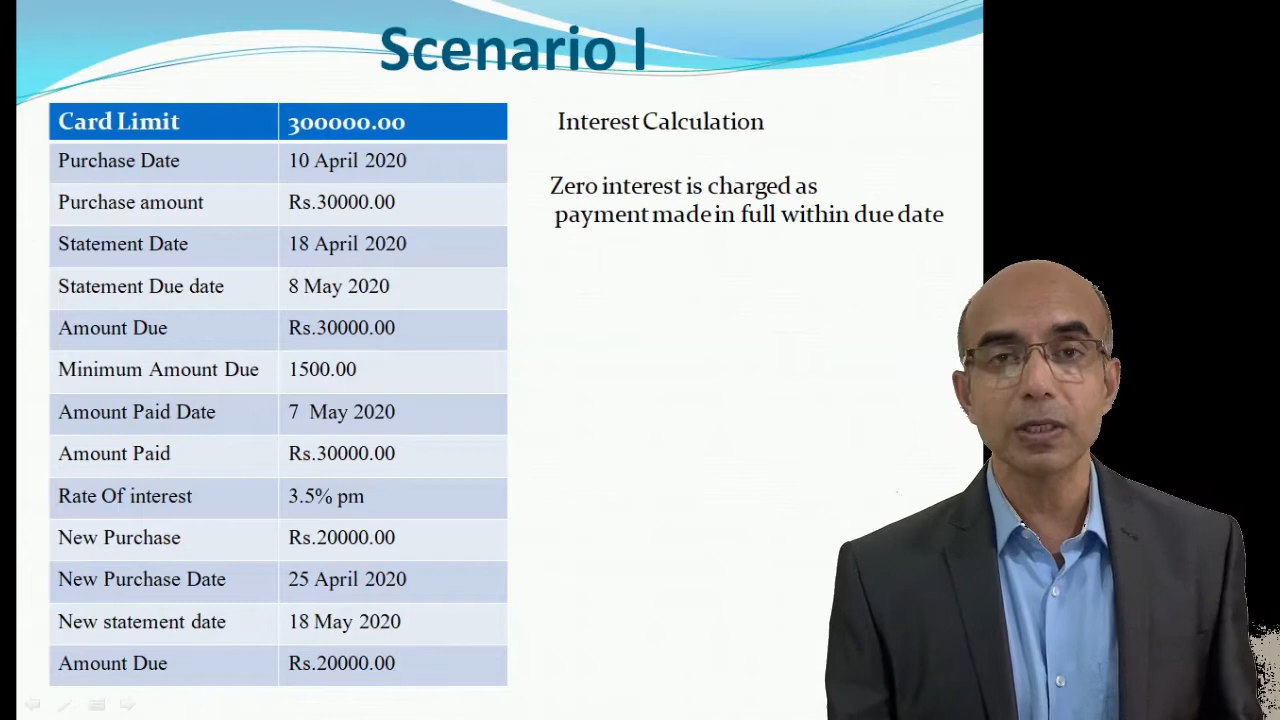 Scenario I
Card Limit 300000.00
Purchase Date 10 April 2020
Purchase amount Rs.30000.00
Statement Date 18 April 2020
Statement Due date 8 May 2020
Amount Due Rs.30000.00
Minimum Amount Due 1500.00
Amount Paid Date 7 May 2020
Amount Paid Rs.30000.00
Rate Of interest 3.5% pm
New Purchase Rs.20000.00
New Purchase Date 25 April 2020
New statement date 18 May 2020
Amount Due Rs.20000.00
Interest Calculation
Zero interest is charged as
payment made in full within due date